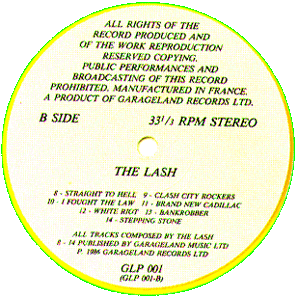 ALL RIGHTS OF THE
RECORD PRODUCED AND
OF THE WORK REPRODUCTION
RESERVED COPYING,
PUBLIC PERFORMANCES AND
BROADCASTING OF THIS RECORD
PROHIBITED, MANUFACTURED IN FRANCE,
A PRODUCT OF GARAGELAND RECORDS LTD.
B SIDE 33 1/3 RPM STEREO
THE LASH
8 - STRAIGHT TO HELL 9 - CLASH CITY ROCKERS
10 - I FOUGHT THE LAW 11 - BRAND NEW CADILLAC
12 - WHITE RIOT 13 - BANKROBBER
14 - STEPPING STONE
ALL TRACKS COMPOSED BY THE LASH
8 - 14 PUBLISHED BY GARAGELAND MUSIC LTD
P. 1986 GARAGELAND RECORDS LTD
GLP 001
(GLP 001-B)